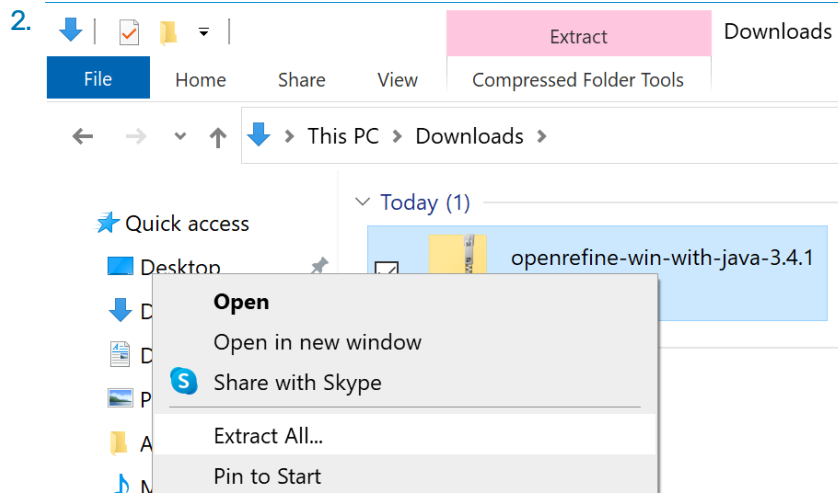 2.
Extract
Downloads
File
Home
Share
View
Compressed Folder Tools
This PC
Downloads
Today (1)
Quick access
openrefine-win-with-java-3.4.1
Desktop
Open
D
Open in new window
D
Share with Skype
P
Extract All...
A
Pin to Start
M